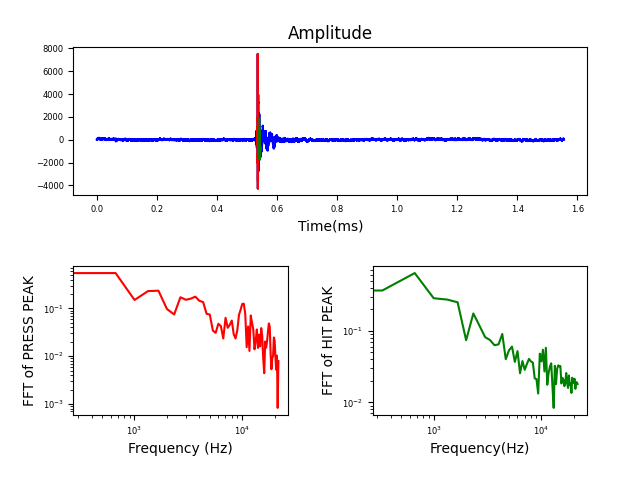 Amplitude
8000
6000
4000
2000
0
−2000
−4000
0.0 0.2 0.4 0.6 0.8 1.0 1.2 1.4 1.6
Time(ms)
FFT of PRESS PEAK
10⁻¹
10⁻²
10⁻³
10³ 10⁴
Frequency (Hz)
FFT of HIT PEAK
10⁻¹
10⁻²
10³ 10⁴
Frequency(Hz)